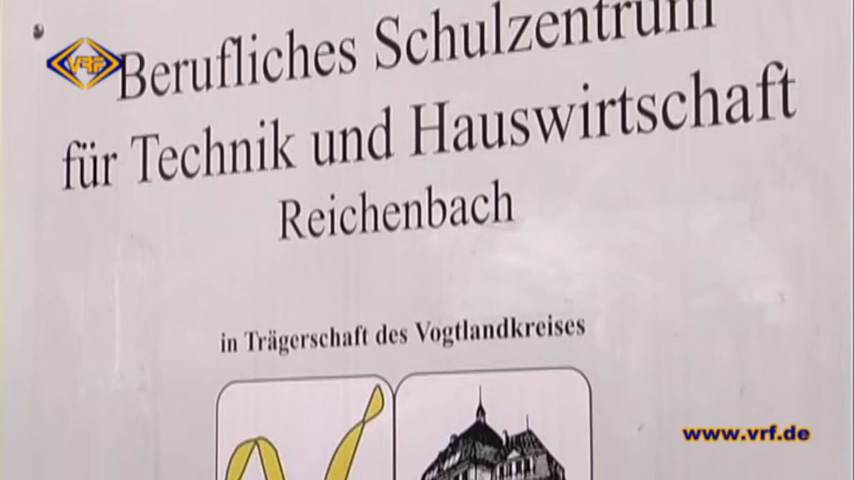 VRF
Berufliches Schulzentrum
für Technik und Hauswirtschaft
Reichenbach
in Trägerschaft des Vogtlandkreises
www.vrf.de